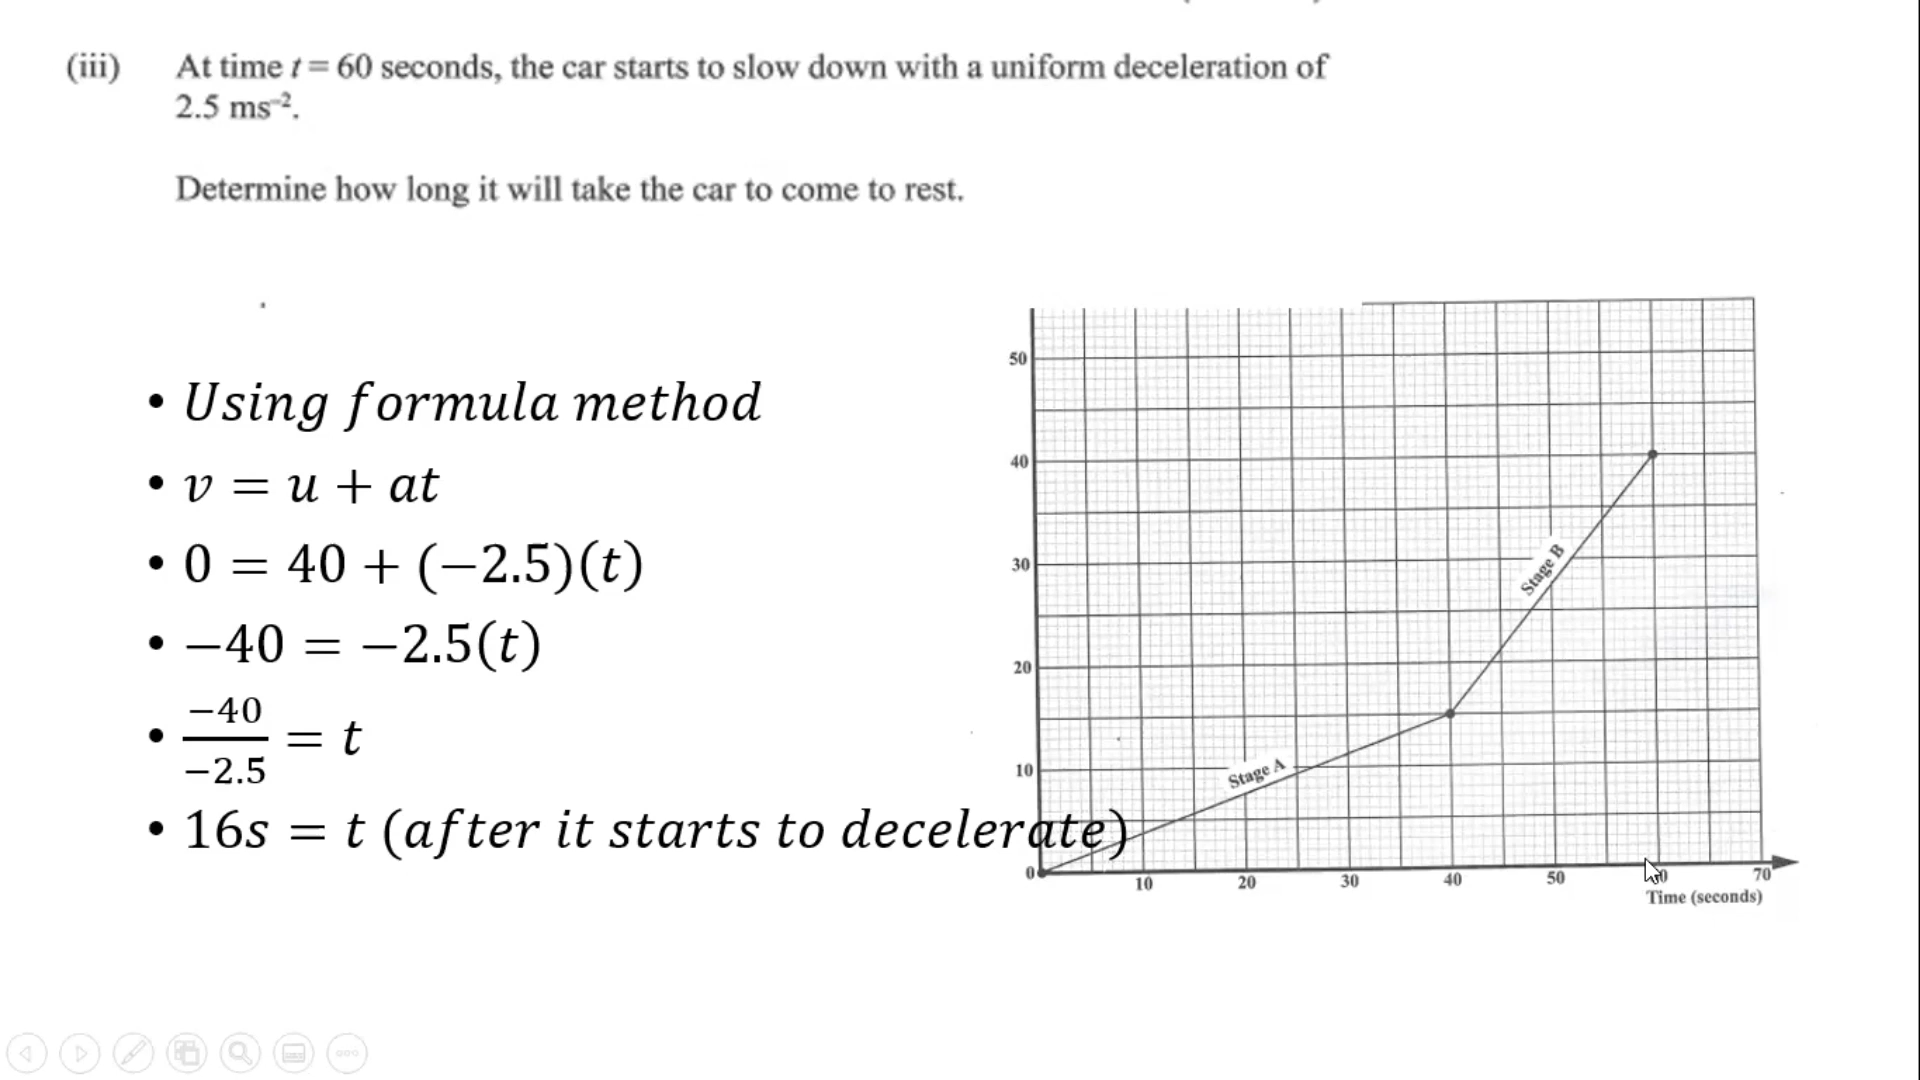 (iii) At time t = 60 seconds, the car starts to slow down with a uniform deceleration of
2.5 ms⁻².
Determine how long it will take the car to come to rest.
• Using formula method
• v = u + at
• 0 = 40 + (−2.5)(t)
• −40 = −2.5(t)
• −40/−2.5 = t
• 16s = t (after it starts to decelerate)
50
40
30
20
10
0
Stage B
Stage A
10 20 30 40 50 70
Time (seconds)